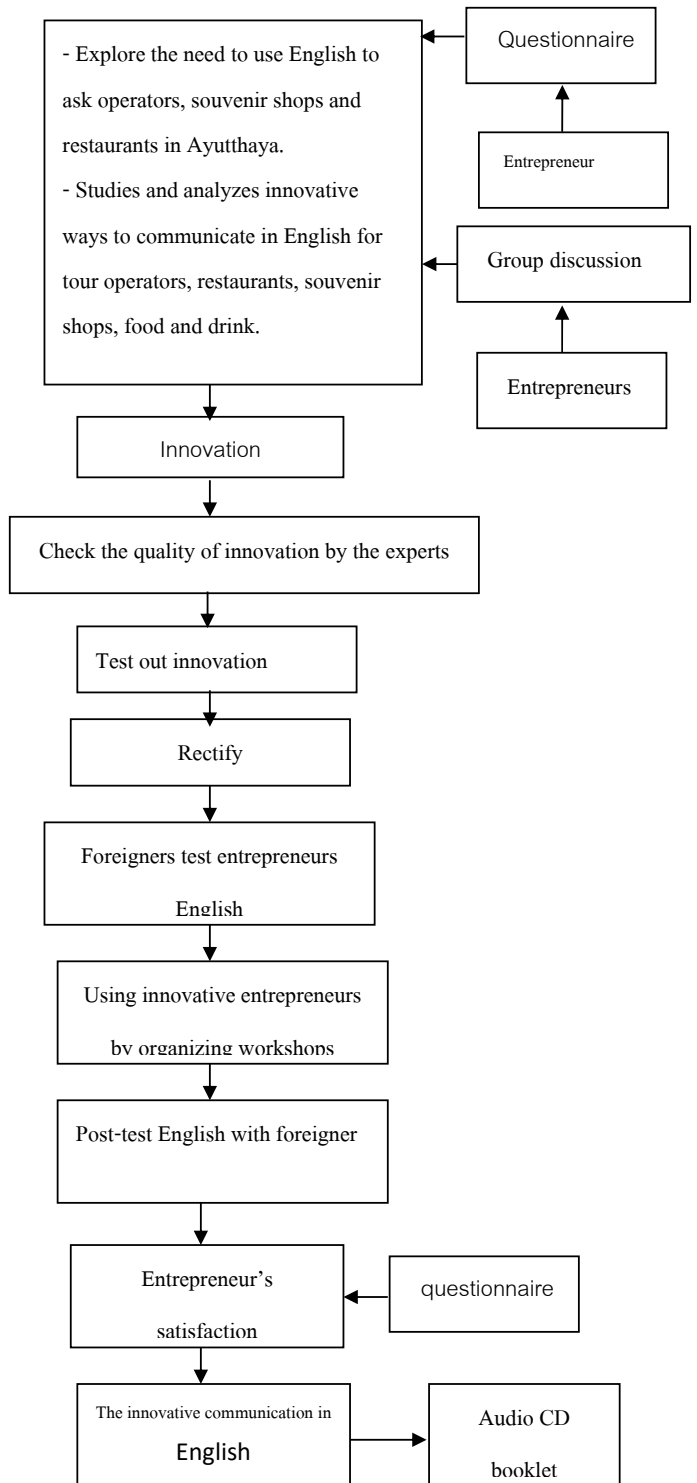 - Explore the need to use English to
ask operators, souvenir shops and
restaurants in Ayutthaya.
- Studies and analyzes innovative
ways to communicate in English for
tour operators, restaurants, souvenir
shops, food and drink.
Questionnaire
Entrepreneur
Group discussion
Entrepreneurs
Innovation
Check the quality of innovation by the experts
Test out innovation
Rectify
Foreigners test entrepreneurs
English
Using innovative entrepreneurs
by organizing workshops
Post-test English with foreigner
Entrepreneur's
satisfaction
questionnaire
The innovative communication in
English
Audio CD
booklet